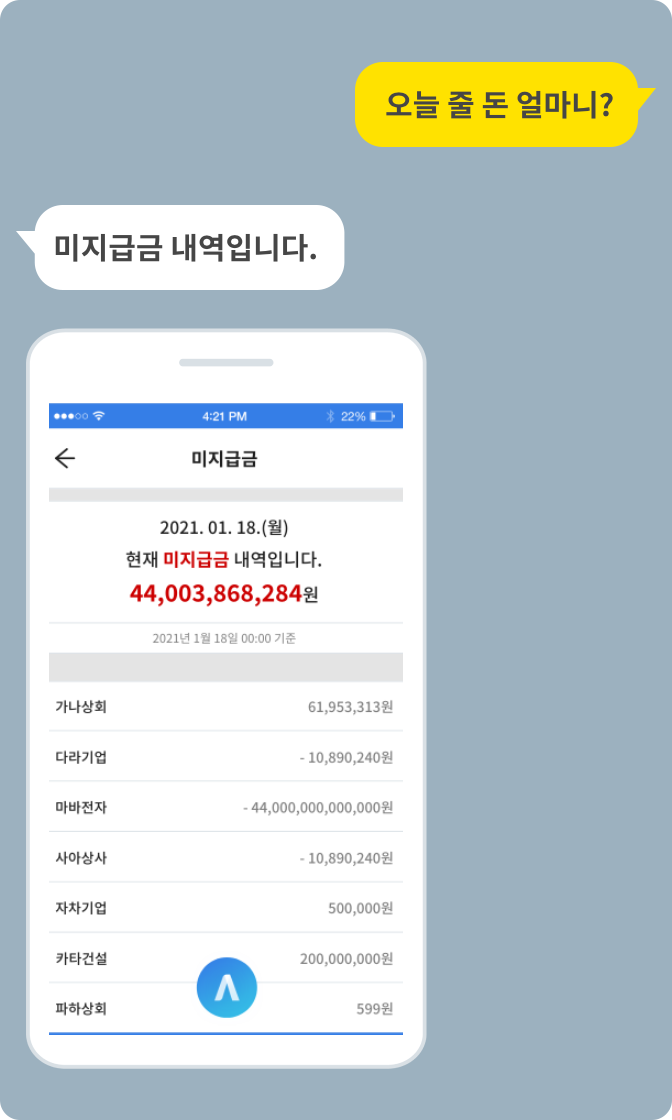 오늘 줄 돈 얼마니?
미지급금 내역입니다.
4:21 PM 22%
미지급금
2021. 01. 18.(월)
현재 미지급금 내역입니다.
44,003,868,284원
2021년 1월 18일 00:00 기준
가나상회 61,953,313원
다라기업 - 10,890,240원
마바전자 - 44,000,000,000,000원
사아상사 - 10,890,240원
자차기업 500,000원
카타건설 200,000,000원
파하상회 599원